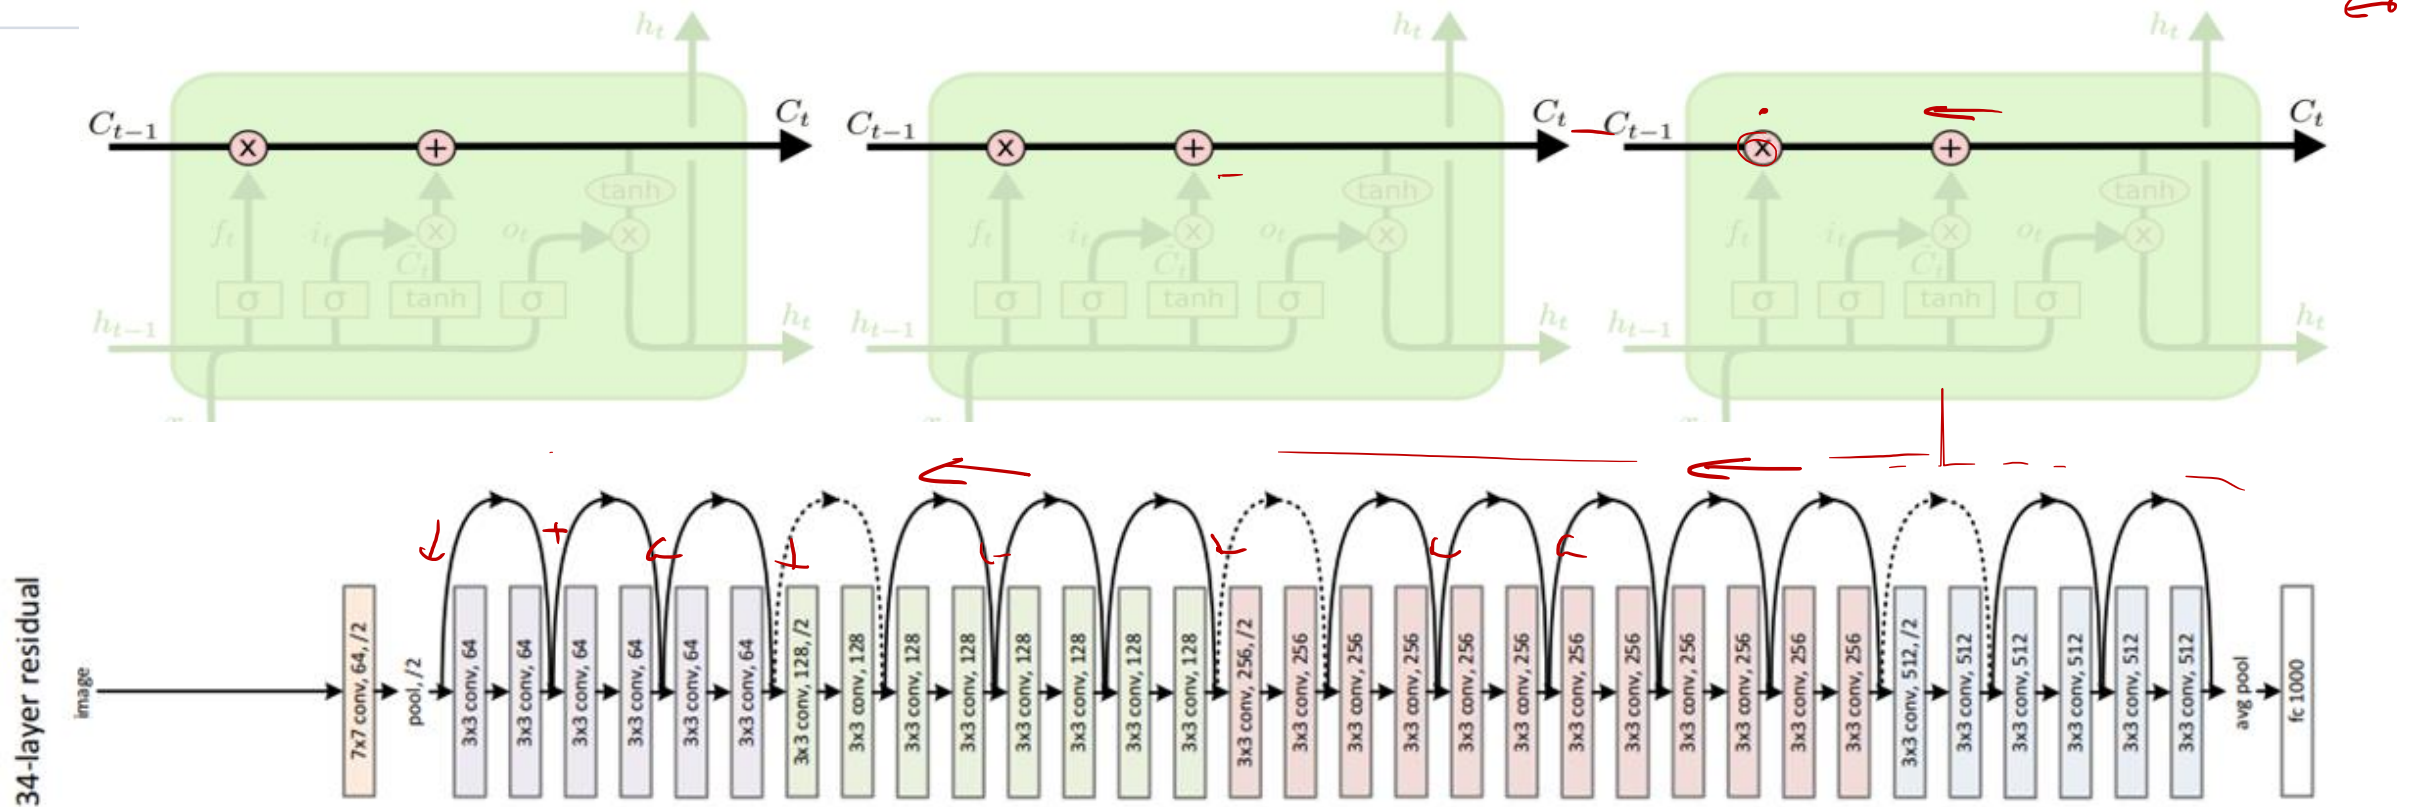 h_t h_t h_t
C_{t-1} C_t C_{t-1} C_t C_{t-1} C_t
x + x + x +
tanh tanh tanh
f_t i_t x o_t x f_t i_t x o_t x f_t i_t x o_t x
C̃_t C̃_t C̃_t
σ σ tanh σ σ σ tanh σ σ σ tanh σ
h_{t-1} h_t h_{t-1} h_t h_{t-1} h_t
+
34-layer residual
image
7x7 conv, 64, /2
pool, /2
3x3 conv, 64
3x3 conv, 64
3x3 conv, 64
3x3 conv, 64
3x3 conv, 64
3x3 conv, 64
3x3 conv, 128, /2
3x3 conv, 128
3x3 conv, 128
3x3 conv, 128
3x3 conv, 128
3x3 conv, 128
3x3 conv, 128
3x3 conv, 128
3x3 conv, 256, /2
3x3 conv, 256
3x3 conv, 256
3x3 conv, 256
3x3 conv, 256
3x3 conv, 256
3x3 conv, 256
3x3 conv, 256
3x3 conv, 256
3x3 conv, 256
3x3 conv, 256
3x3 conv, 256
3x3 conv, 512, /2
3x3 conv, 512
3x3 conv, 512
3x3 conv, 512
3x3 conv, 512
3x3 conv, 512
avg pool
fc 1000